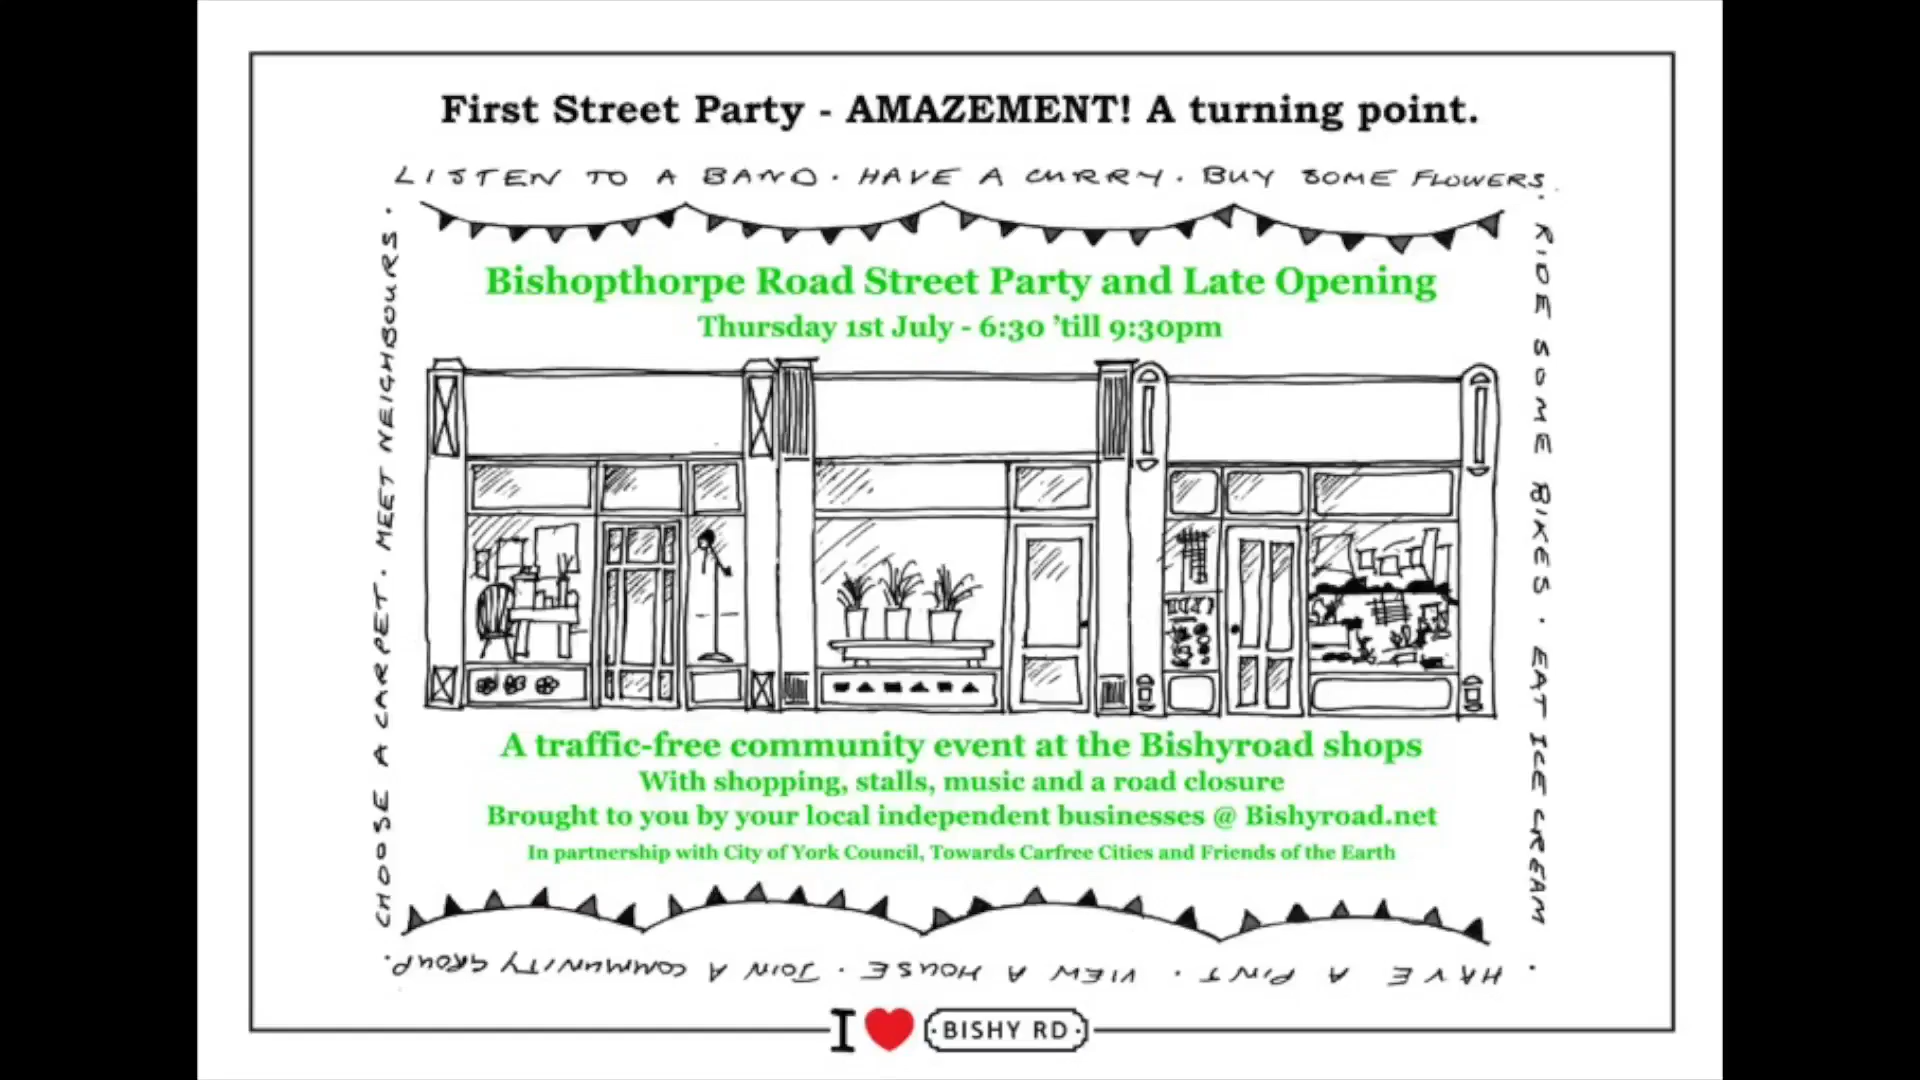 First Street Party - AMAZEMENT! A turning point.
LISTEN TO A BAND · HAVE A CURRY · BUY SOME FLOWERS.
RIDE SOME BIKES · EAT ICE CREAM
· HAVE A PINT · VIEW A HOUSE · JOIN A COMMUNITY GROUP.
CHOOSE A CARPET · MEET NEIGHBOURS ·
Bishopthorpe Road Street Party and Late Opening
Thursday 1st July - 6:30 ’till 9:30pm
A traffic-free community event at the Bishyroad shops
With shopping, stalls, music and a road closure
Brought to you by your local independent businesses @ Bishyroad.net
In partnership with City of York Council, Towards Carfree Cities and Friends of the Earth
I ❤ ·BISHY RD·